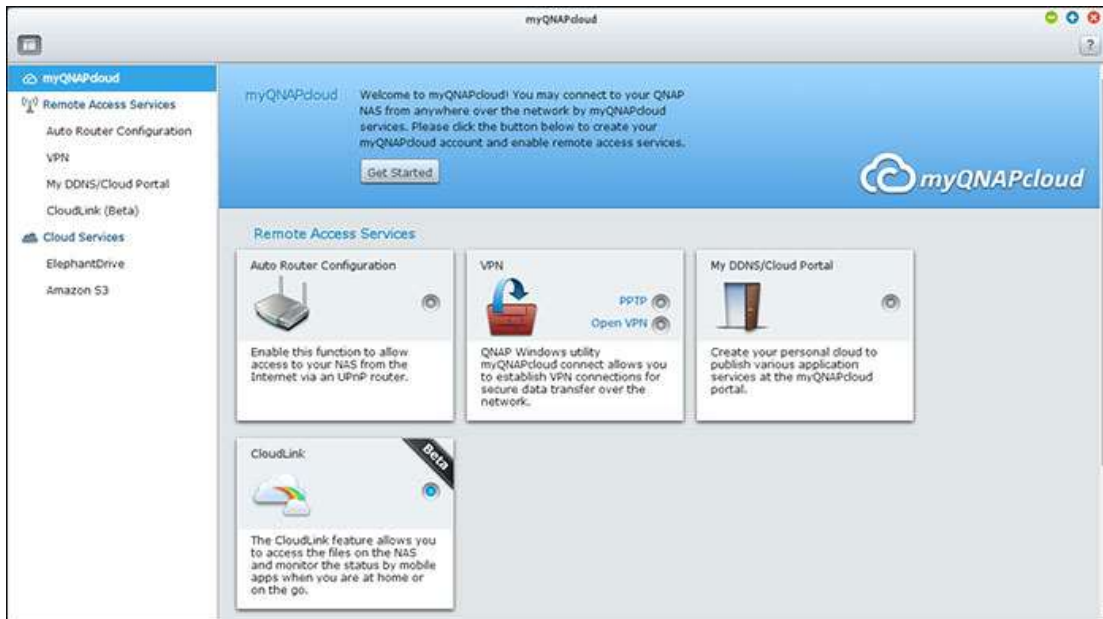 myQNAPcloud
?
myQNAPcloud
Remote Access Services
Auto Router Configuration
VPN
My DDNS/Cloud Portal
CloudLink (Beta)
Cloud Services
ElephantDrive
Amazon S3
myQNAPcloud
Welcome to myQNAPcloud! You may connect to your QNAP
NAS from anywhere over the network by myQNAPcloud
services. Please click the button below to create your
myQNAPcloud account and enable remote access services.
Get Started
myQNAPcloud
Remote Access Services
Auto Router Configuration
Enable this function to allow
access to your NAS from the
Internet via an UPnP router.
VPN
PPTP
Open VPN
QNAP Windows utility
myQNAPcloud connect allows you
to establish VPN connections for
secure data transfer over the
network.
My DDNS/Cloud Portal
Create your personal cloud to
publish various application
services at the myQNAPcloud
portal.
CloudLink
Beta
The CloudLink feature allows you
to access the files on the NAS
and monitor the status by mobile
apps when you are at home or
on the go.